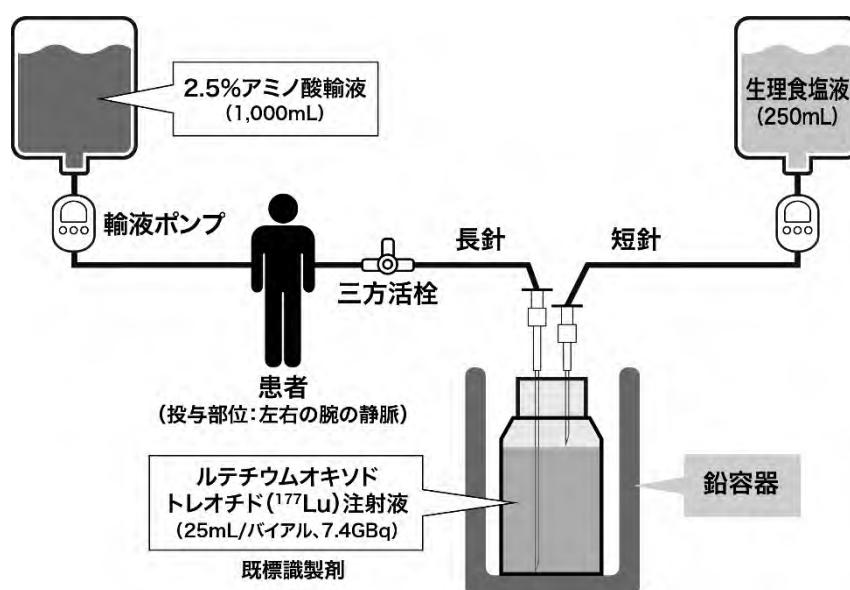 2.5%アミノ酸輸液
(1,000mL)
生理食塩液
(250mL)
輸液ポンプ
三方活栓
長針
短針
患者
(投与部位:左右の腕の静脈)
ルテチウムオキソド
トレオチド(¹⁷⁷Lu)注射液
(25mL/バイアル、7.4GBq)
既標識製剤
鉛容器